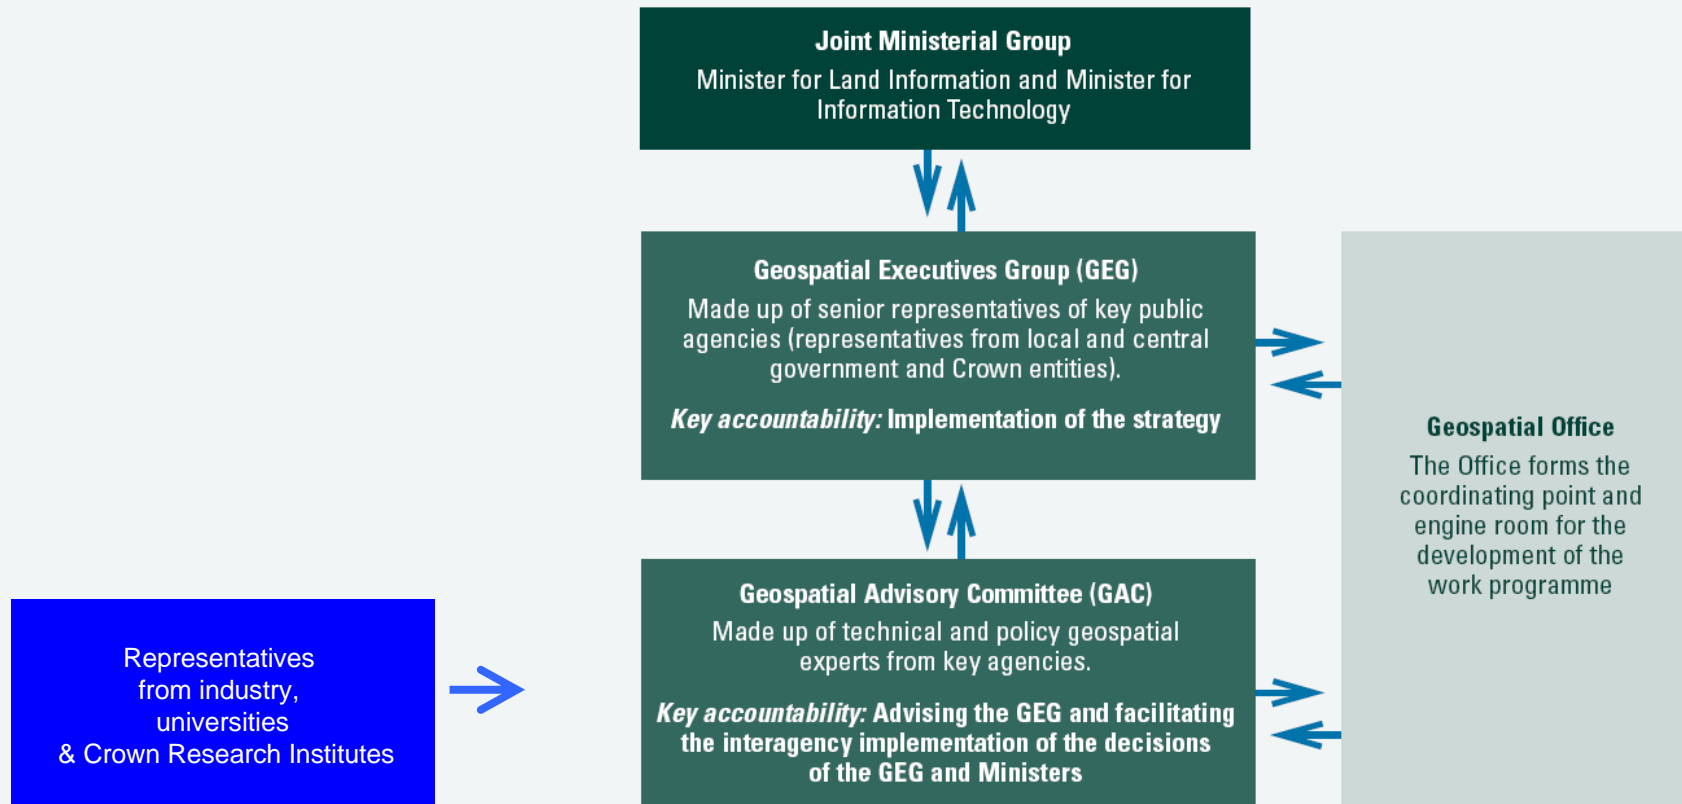 Joint Ministerial Group
Minister for Land Information and Minister for
Information Technology
Geospatial Executives Group (GEG)
Made up of senior representatives of key public
agencies (representatives from local and central
government and Crown entities).
Key accountability: Implementation of the strategy
Geospatial Office
The Office forms the
coordinating point and
engine room for the
development of the
work programme
Representatives
from industry,
universities
& Crown Research Institutes
Geospatial Advisory Committee (GAC)
Made up of technical and policy geospatial
experts from key agencies.
Key accountability: Advising the GEG and facilitating
the interagency implementation of the decisions
of the GEG and Ministers